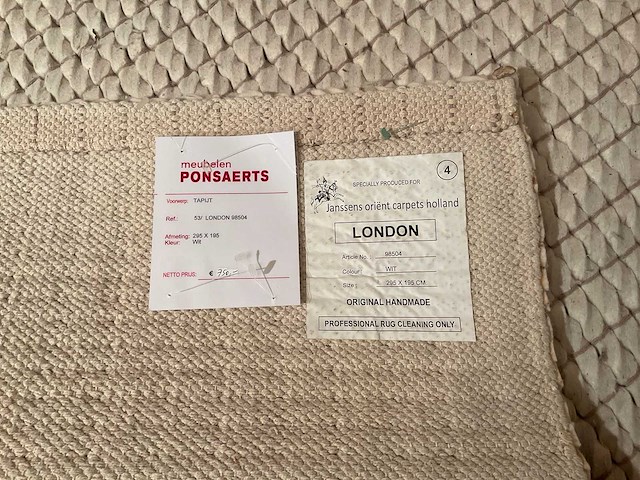 meubelen
PONSAERTS
Voorwerp: TAPIJT
Ref.: 53/ LONDON 98504
Afmeting: 295 X 195
Kleur: Wit
NETTO PRIJS: € 750,-
4
SPECIALLY PRODUCED FOR
Janssens oriënt carpets holland
LONDON
Article No. 98504
Colour WIT
Size 295 X 195 CM
ORIGINAL HANDMADE
PROFESSIONAL RUG CLEANING ONLY